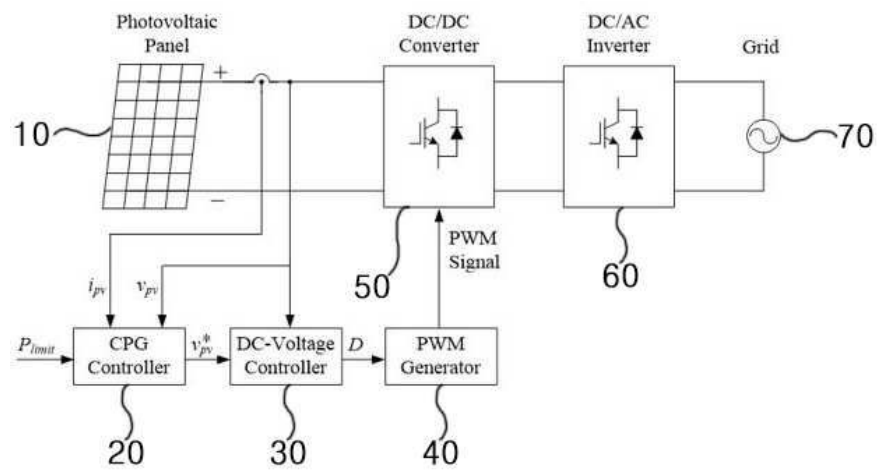 Photovoltaic
Panel
DC/DC
Converter
DC/AC
Inverter
Grid
+
10
70
−
PWM
Signal
50
60
i_pv
v_pv
P_limit
CPG
Controller
v*_pv
DC-Voltage
Controller
D
PWM
Generator
20
30
40